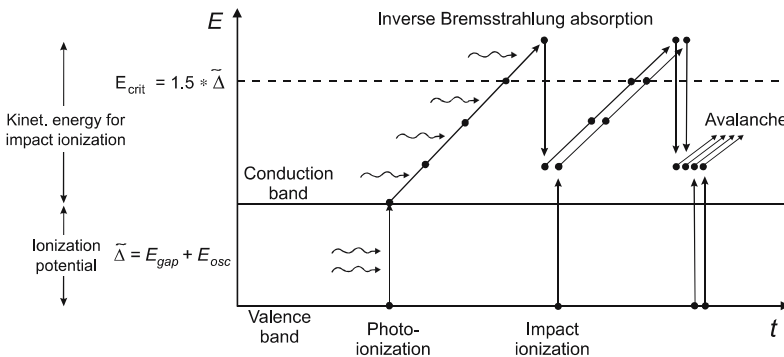 E
Inverse Bremsstrahlung absorption
E_crit = 1.5 * Δ̃
Kinet. energy for
impact ionization
Avalanche
Conduction
band
Ionization
potential
Δ̃ = E_gap + E_osc
Valence
band
Photo-
ionization
Impact
ionization
t